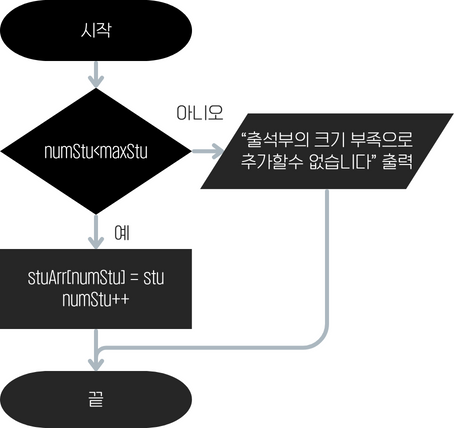 시작
numStu<maxStu
아니오
“출석부의 크기 부족으로
추가할수 없습니다” 출력
예
stuArr[numStu] = stu
numStu++
끝